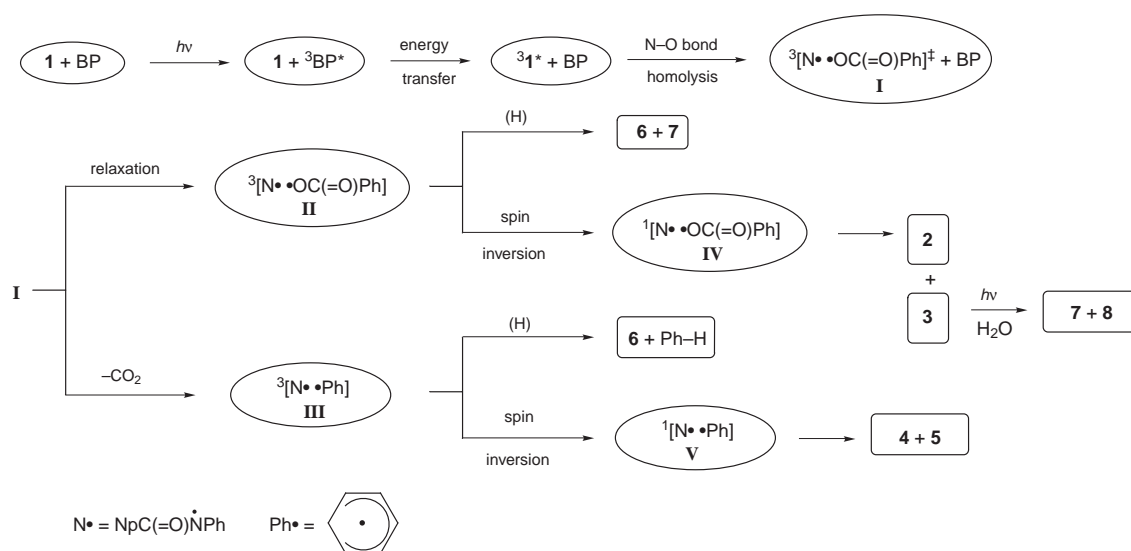 1 + BP
hν
1 + ³BP*
energy
transfer
³1* + BP
N–O bond
homolysis
³[N• •OC(=O)Ph]‡ + BP
I
I
relaxation
³[N• •OC(=O)Ph]
II
(H)
6 + 7
spin
inversion
¹[N• •OC(=O)Ph]
IV
2
+
3
hν
H₂O
7 + 8
–CO₂
³[N• •Ph]
III
(H)
6 + Ph–H
spin
inversion
¹[N• •Ph]
V
4 + 5
N• = NpC(=O)ṄPh
Ph• =